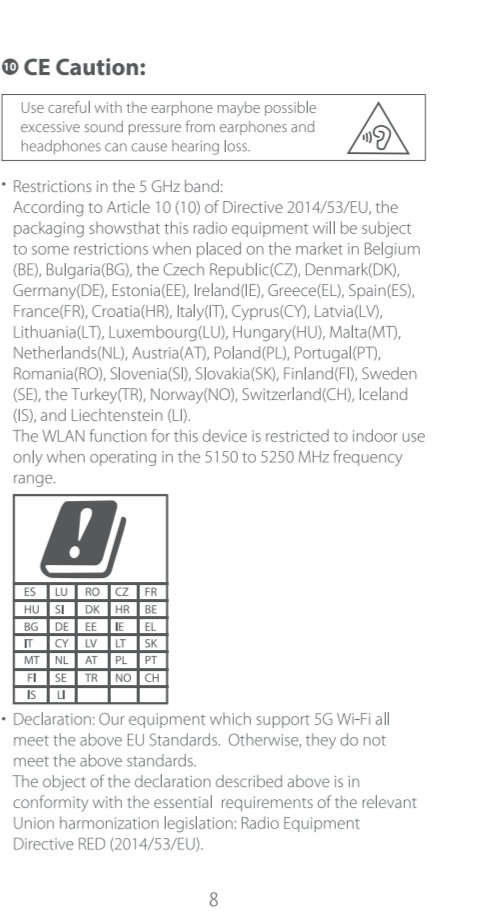 10 CE Caution:
Use careful with the earphone maybe possible
excessive sound pressure from earphones and
headphones can cause hearing loss.
• Restrictions in the 5 GHz band:
According to Article 10 (10) of Directive 2014/53/EU, the
packaging showsthat this radio equipment will be subject
to some restrictions when placed on the market in Belgium
(BE), Bulgaria(BG), the Czech Republic(CZ), Denmark(DK),
Germany(DE), Estonia(EE), Ireland(IE), Greece(EL), Spain(ES),
France(FR), Croatia(HR), Italy(IT), Cyprus(CY), Latvia(LV),
Lithuania(LT), Luxembourg(LU), Hungary(HU), Malta(MT),
Netherlands(NL), Austria(AT), Poland(PL), Portugal(PT),
Romania(RO), Slovenia(SI), Slovakia(SK), Finland(FI), Sweden
(SE), the Turkey(TR), Norway(NO), Switzerland(CH), Iceland
(IS), and Liechtenstein (LI).
The WLAN function for this device is restricted to indoor use
only when operating in the 5150 to 5250 MHz frequency
range.
ES LU RO CZ FR
HU SI DK HR BE
BG DE EE IE EL
IT CY LV LT SK
MT NL AT PL PT
FI SE TR NO CH
IS LI
• Declaration: Our equipment which support 5G Wi-Fi all
meet the above EU Standards. Otherwise, they do not
meet the above standards.
The object of the declaration described above is in
conformity with the essential requirements of the relevant
Union harmonization legislation: Radio Equipment
Directive RED (2014/53/EU).
8